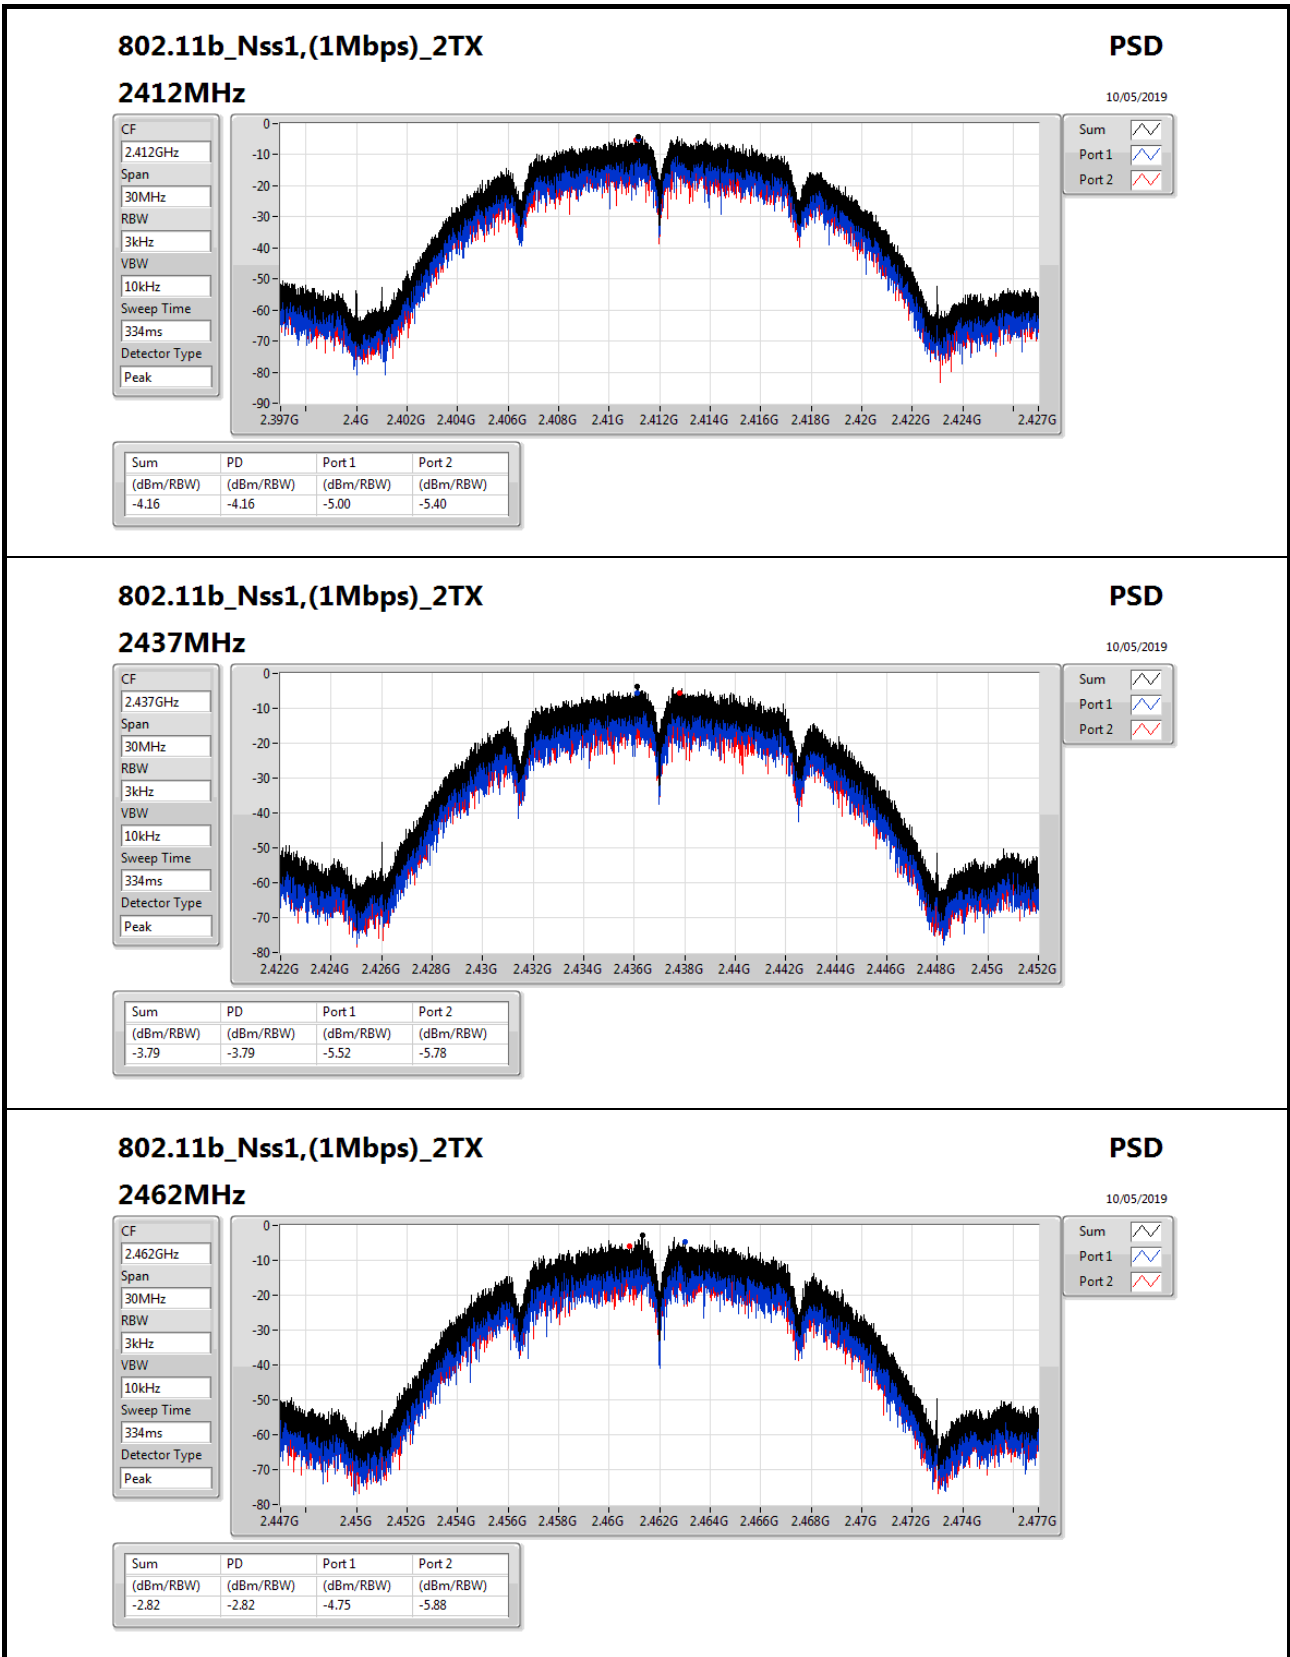 802.11b_Nss1,(1Mbps)_2TX PSD
2412MHz 10/05/2019
CF
2.412GHz
Span
30MHz
RBW
3kHz
VBW
10kHz
Sweep Time
334ms
Detector Type
Peak
0
-10
-20
-30
-40
-50
-60
-70
-80
-90
2.397G 2.4G 2.402G 2.404G 2.406G 2.408G 2.41G 2.412G 2.414G 2.416G 2.418G 2.42G 2.422G 2.424G 2.427G
Sum
Port 1
Port 2
Sum PD Port 1 Port 2
(dBm/RBW) (dBm/RBW) (dBm/RBW) (dBm/RBW)
-4.16 -4.16 -5.00 -5.40
802.11b_Nss1,(1Mbps)_2TX PSD
2437MHz 10/05/2019
CF
2.437GHz
Span
30MHz
RBW
3kHz
VBW
10kHz
Sweep Time
334ms
Detector Type
Peak
0
-10
-20
-30
-40
-50
-60
-70
-80
2.422G 2.424G 2.426G 2.428G 2.43G 2.432G 2.434G 2.436G 2.438G 2.44G 2.442G 2.444G 2.446G 2.448G 2.45G 2.452G
Sum
Port 1
Port 2
Sum PD Port 1 Port 2
(dBm/RBW) (dBm/RBW) (dBm/RBW) (dBm/RBW)
-3.79 -3.79 -5.52 -5.78
802.11b_Nss1,(1Mbps)_2TX PSD
2462MHz 10/05/2019
CF
2.462GHz
Span
30MHz
RBW
3kHz
VBW
10kHz
Sweep Time
334ms
Detector Type
Peak
0
-10
-20
-30
-40
-50
-60
-70
-80
2.447G 2.45G 2.452G 2.454G 2.456G 2.458G 2.46G 2.462G 2.464G 2.466G 2.468G 2.47G 2.472G 2.474G 2.477G
Sum
Port 1
Port 2
Sum PD Port 1 Port 2
(dBm/RBW) (dBm/RBW) (dBm/RBW) (dBm/RBW)
-2.82 -2.82 -4.75 -5.88